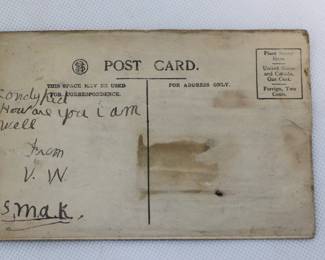 POST CARD.
Place Stamp
Here.
United States
and Canada,
One Cent.
Foreign, Two
Cents.
THIS SPACE MAY BE USED
FOR CORRESPONDENCE.
FOR ADDRESS ONLY.
How are you i am
well
from
V. W
S.M.A.K.